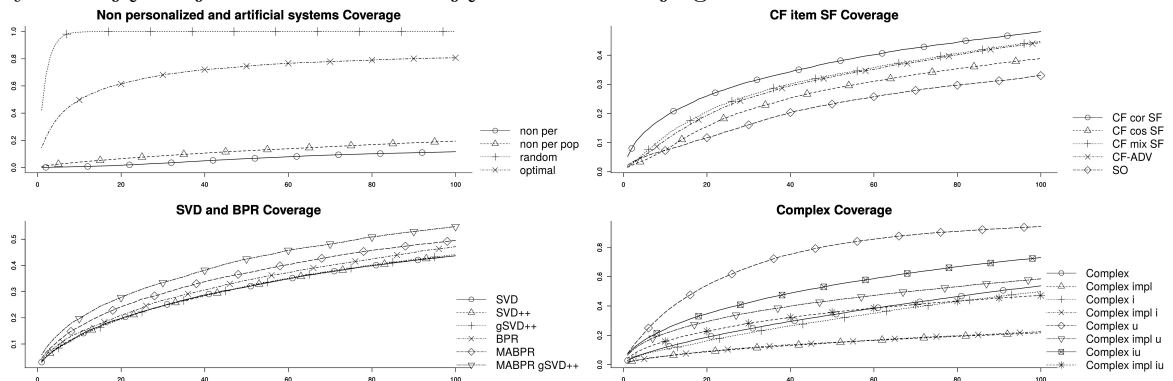 Non personalized and artificial systems Coverage
1.0
0.8
0.6
0.4
0.2
0.0
0
20
40
60
80
100
non per
non per pop
random
optimal
CF item SF Coverage
0.4
0.3
0.2
0.1
0.0
0
20
40
60
80
100
CF cor SF
CF cos SF
CF mix SF
CF-ADV
SO
SVD and BPR Coverage
0.5
0.4
0.3
0.2
0.1
0
20
40
60
80
100
SVD
SVD++
gSVD++
BPR
MABPR
MABPR gSVD++
Complex Coverage
0.8
0.6
0.4
0.2
0.0
0
20
40
60
80
100
Complex
Complex impl
Complex i
Complex impl i
Complex u
Complex impl u
Complex iu
Complex impl iu